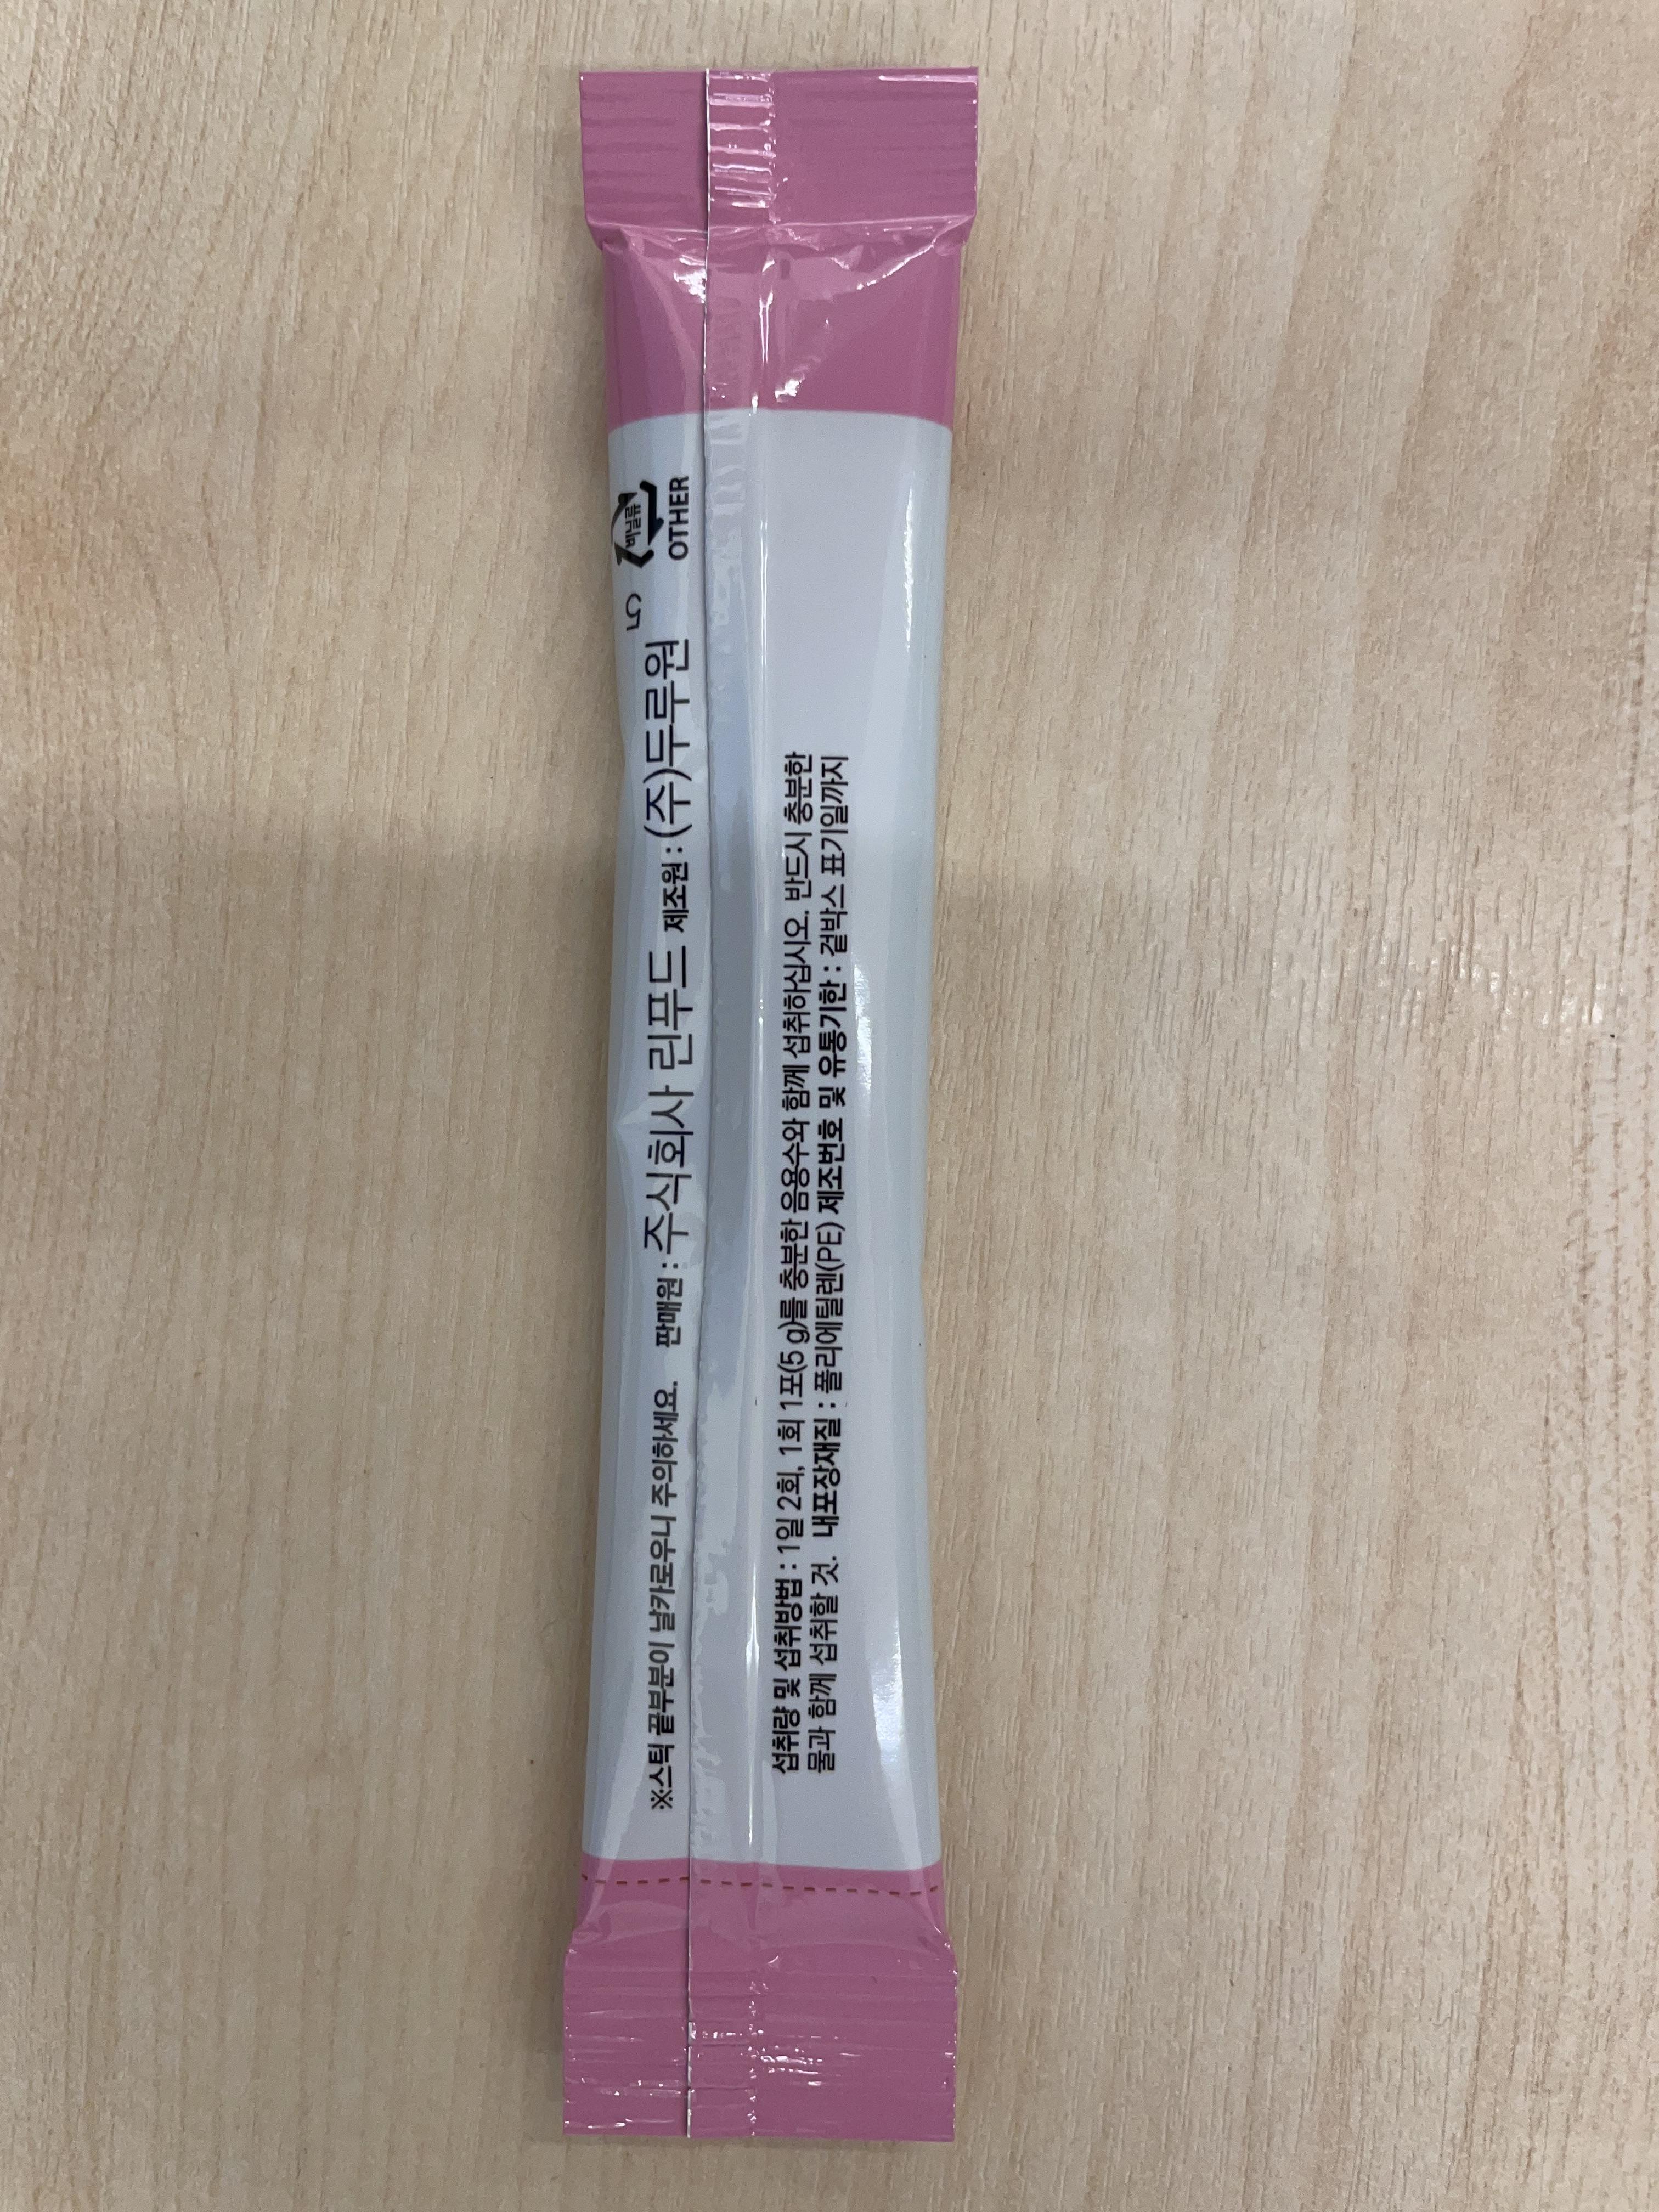 ※스틱 끝부분이 날카로우니 주의하세요. 판매원 : 주식회사 린푸드 제조원 : (주)두루원
5
비닐류
OTHER
섭취량 및 섭취방법 : 1일 2회, 1회 1포(5 g)를 충분한 음용수와 함께 섭취하십시오. 반드시 충분한
물과 함께 섭취할 것. 내포장재질 : 폴리에틸렌(PE) 제조번호 및 유통기한 : 겉박스 표기일까지